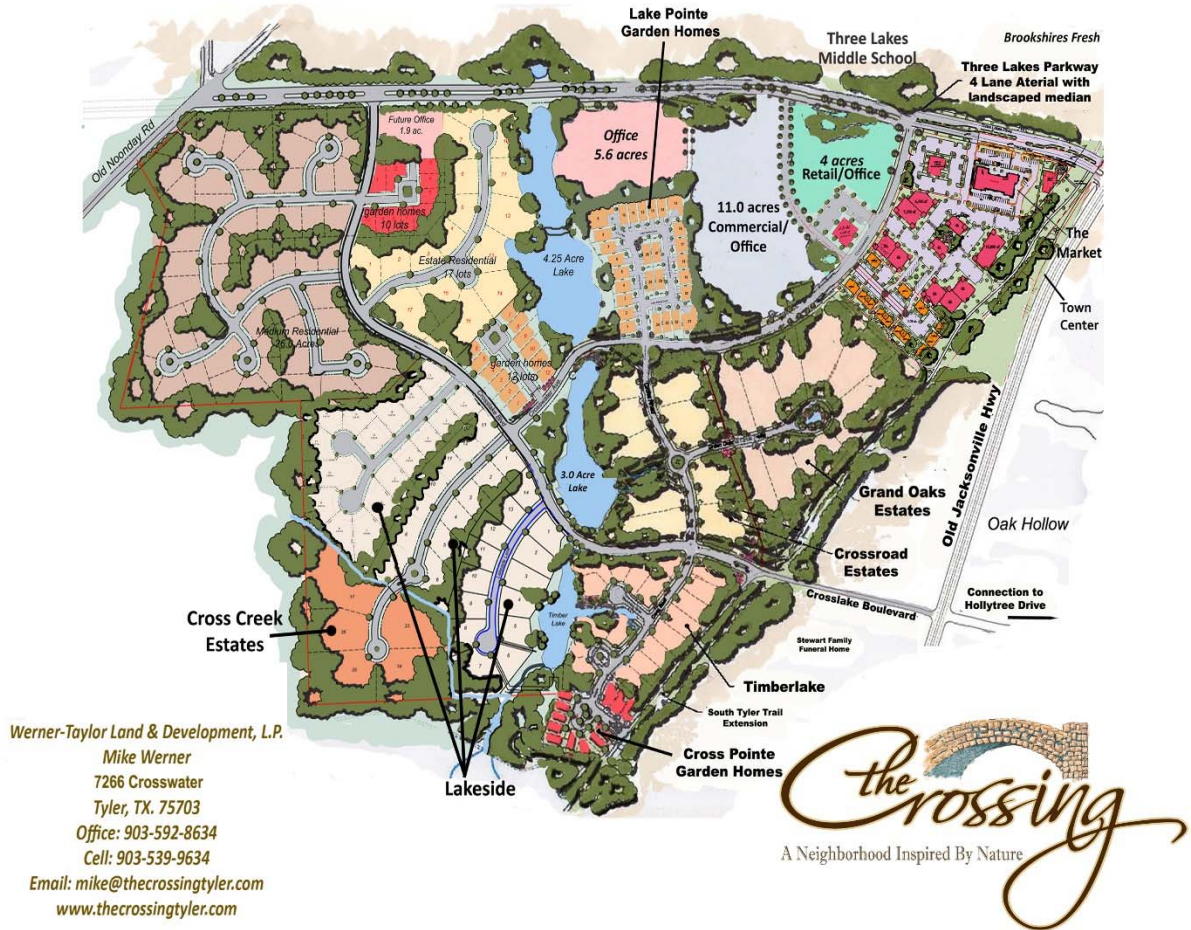 Lake Pointe
Garden Homes
Three Lakes
Middle School
Brookshires Fresh
Three Lakes Parkway
4 Lane Aterial with
landscaped median
Old Noonday Rd
Future Office
1.9 ac.
Office
5.6 acres
4 acres
Retail/Office
garden homes
10 lots
11.0 acres
Commercial/
Office
The
Market
Estate Residential
17 lots
4.25 Acre
Lake
Town
Center
Medium Residential
26.0 Acres
garden homes
12 lots
3.0 Acre
Lake
Grand Oaks
Estates
Old Jacksonville Hwy
Oak Hollow
Crossroad
Estates
Crosslake Boulevard
Connection to
Hollytree Drive
Cross Creek
Estates
Timber
Lake
Stewart Family
Funeral Home
Timberlake
South Tyler Trail
Extension
Cross Pointe
Garden Homes
Lakeside
Werner-Taylor Land & Development, L.P.
Mike Werner
7266 Crosswater
Tyler, TX. 75703
Office: 903-592-8634
Cell: 903-539-9634
Email: mike@thecrossingtyler.com
www.thecrossingtyler.com
the Crossing
A Neighborhood Inspired By Nature